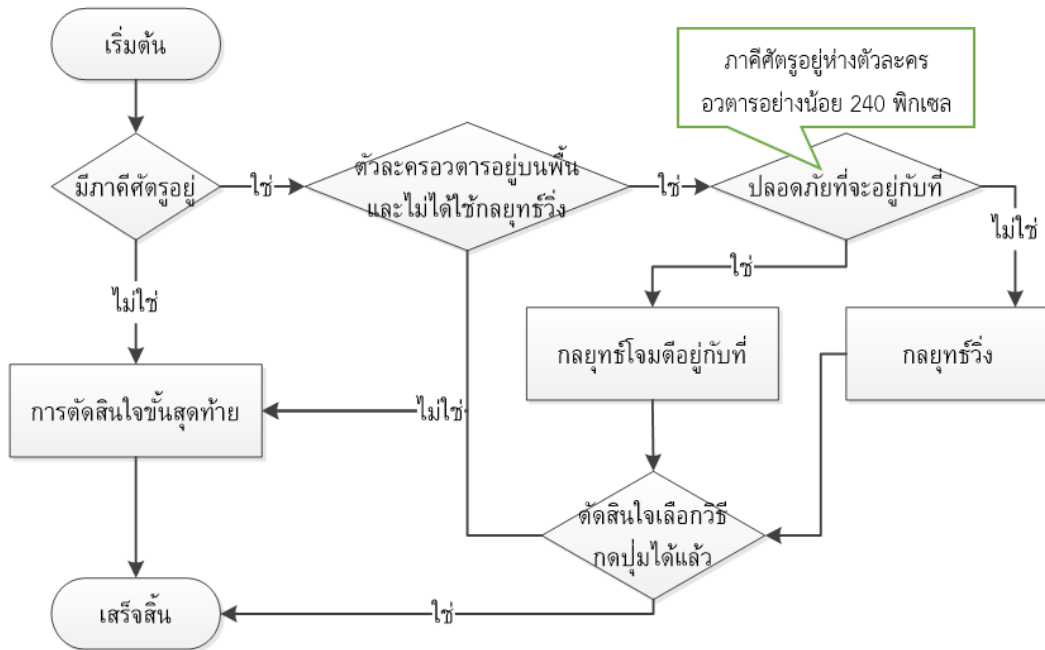 เริ่มต้น
ภาคีศัตรูอยู่ห่างตัวละคร
อวตารอย่างน้อย 240 พิกเซล
มีภาคีศัตรูอยู่
ใช่
ตัวละครอวตารอยู่บนพื้น
และไม่ได้ใช้กลยุทธ์วิ่ง
ใช่
ปลอดภัยที่จะอยู่กับที่
ไม่ใช่
ใช่
ไม่ใช่
กลยุทธ์โจมตีอยู่กับที่
กลยุทธ์วิ่ง
การตัดสินใจขั้นสุดท้าย
ไม่ใช่
ตัดสินใจเลือกวิธี
กดปุ่มได้แล้ว
เสร็จสิ้น
ใช่